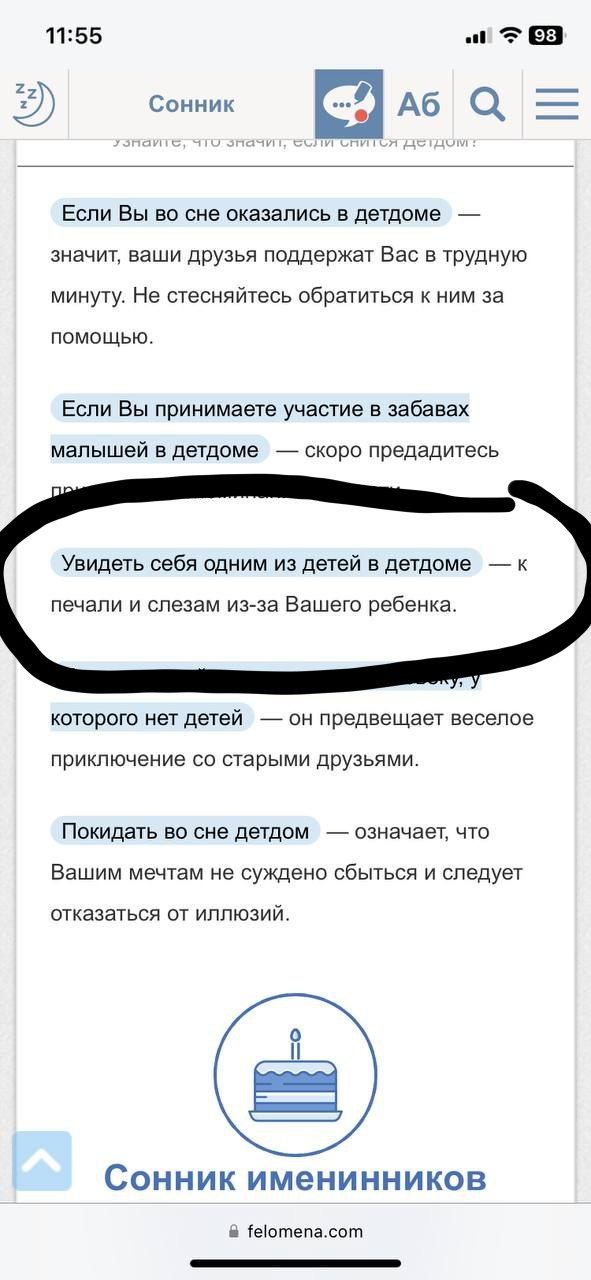 11:55
98
Сонник
Аб
Узнайте, что значит, если снится детдом?
Если Вы во сне оказались в детдоме —
значит, ваши друзья поддержат Вас в трудную
минуту. Не стесняйтесь обратиться к ним за
помощью.
Если Вы принимаете участие в забавах
малышей в детдоме — скоро предадитесь
Увидеть себя одним из детей в детдоме — к
печали и слезам из-за Вашего ребенка.
у
которого нет детей — он предвещает веселое
приключение со старыми друзьями.
Покидать во сне детдом — означает, что
Вашим мечтам не суждено сбыться и следует
отказаться от иллюзий.
Сонник именинников
felomena.com